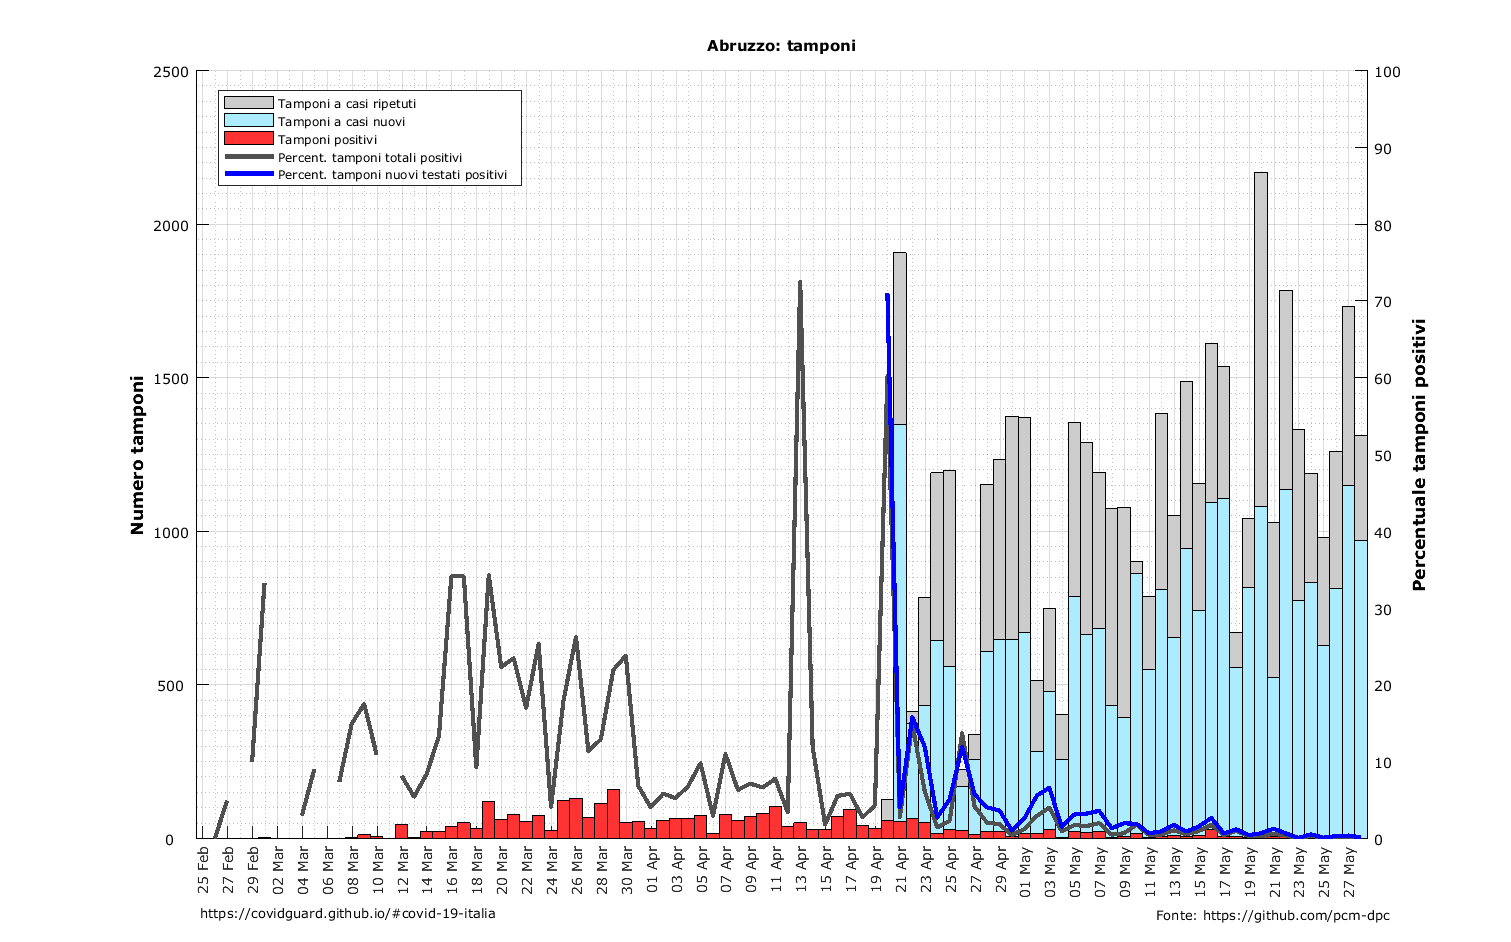 Abruzzo: tamponi
Tamponi a casi ripetuti
Tamponi a casi nuovi
Tamponi positivi
Percent. tamponi totali positivi
Percent. tamponi nuovi testati positivi
Numero tamponi
2500
2000
1500
1000
500
0
Percentuale tamponi positivi
100
90
80
70
60
50
40
30
20
10
0
25 Feb
27 Feb
29 Feb
02 Mar
04 Mar
06 Mar
08 Mar
10 Mar
12 Mar
14 Mar
16 Mar
18 Mar
20 Mar
22 Mar
24 Mar
26 Mar
28 Mar
30 Mar
01 Apr
03 Apr
05 Apr
07 Apr
09 Apr
11 Apr
13 Apr
15 Apr
17 Apr
19 Apr
21 Apr
23 Apr
25 Apr
27 Apr
29 Apr
01 May
03 May
05 May
07 May
09 May
11 May
13 May
15 May
17 May
19 May
21 May
23 May
25 May
27 May
https://covidguard.github.io/#covid-19-italia
Fonte: https://github.com/pcm-dpc